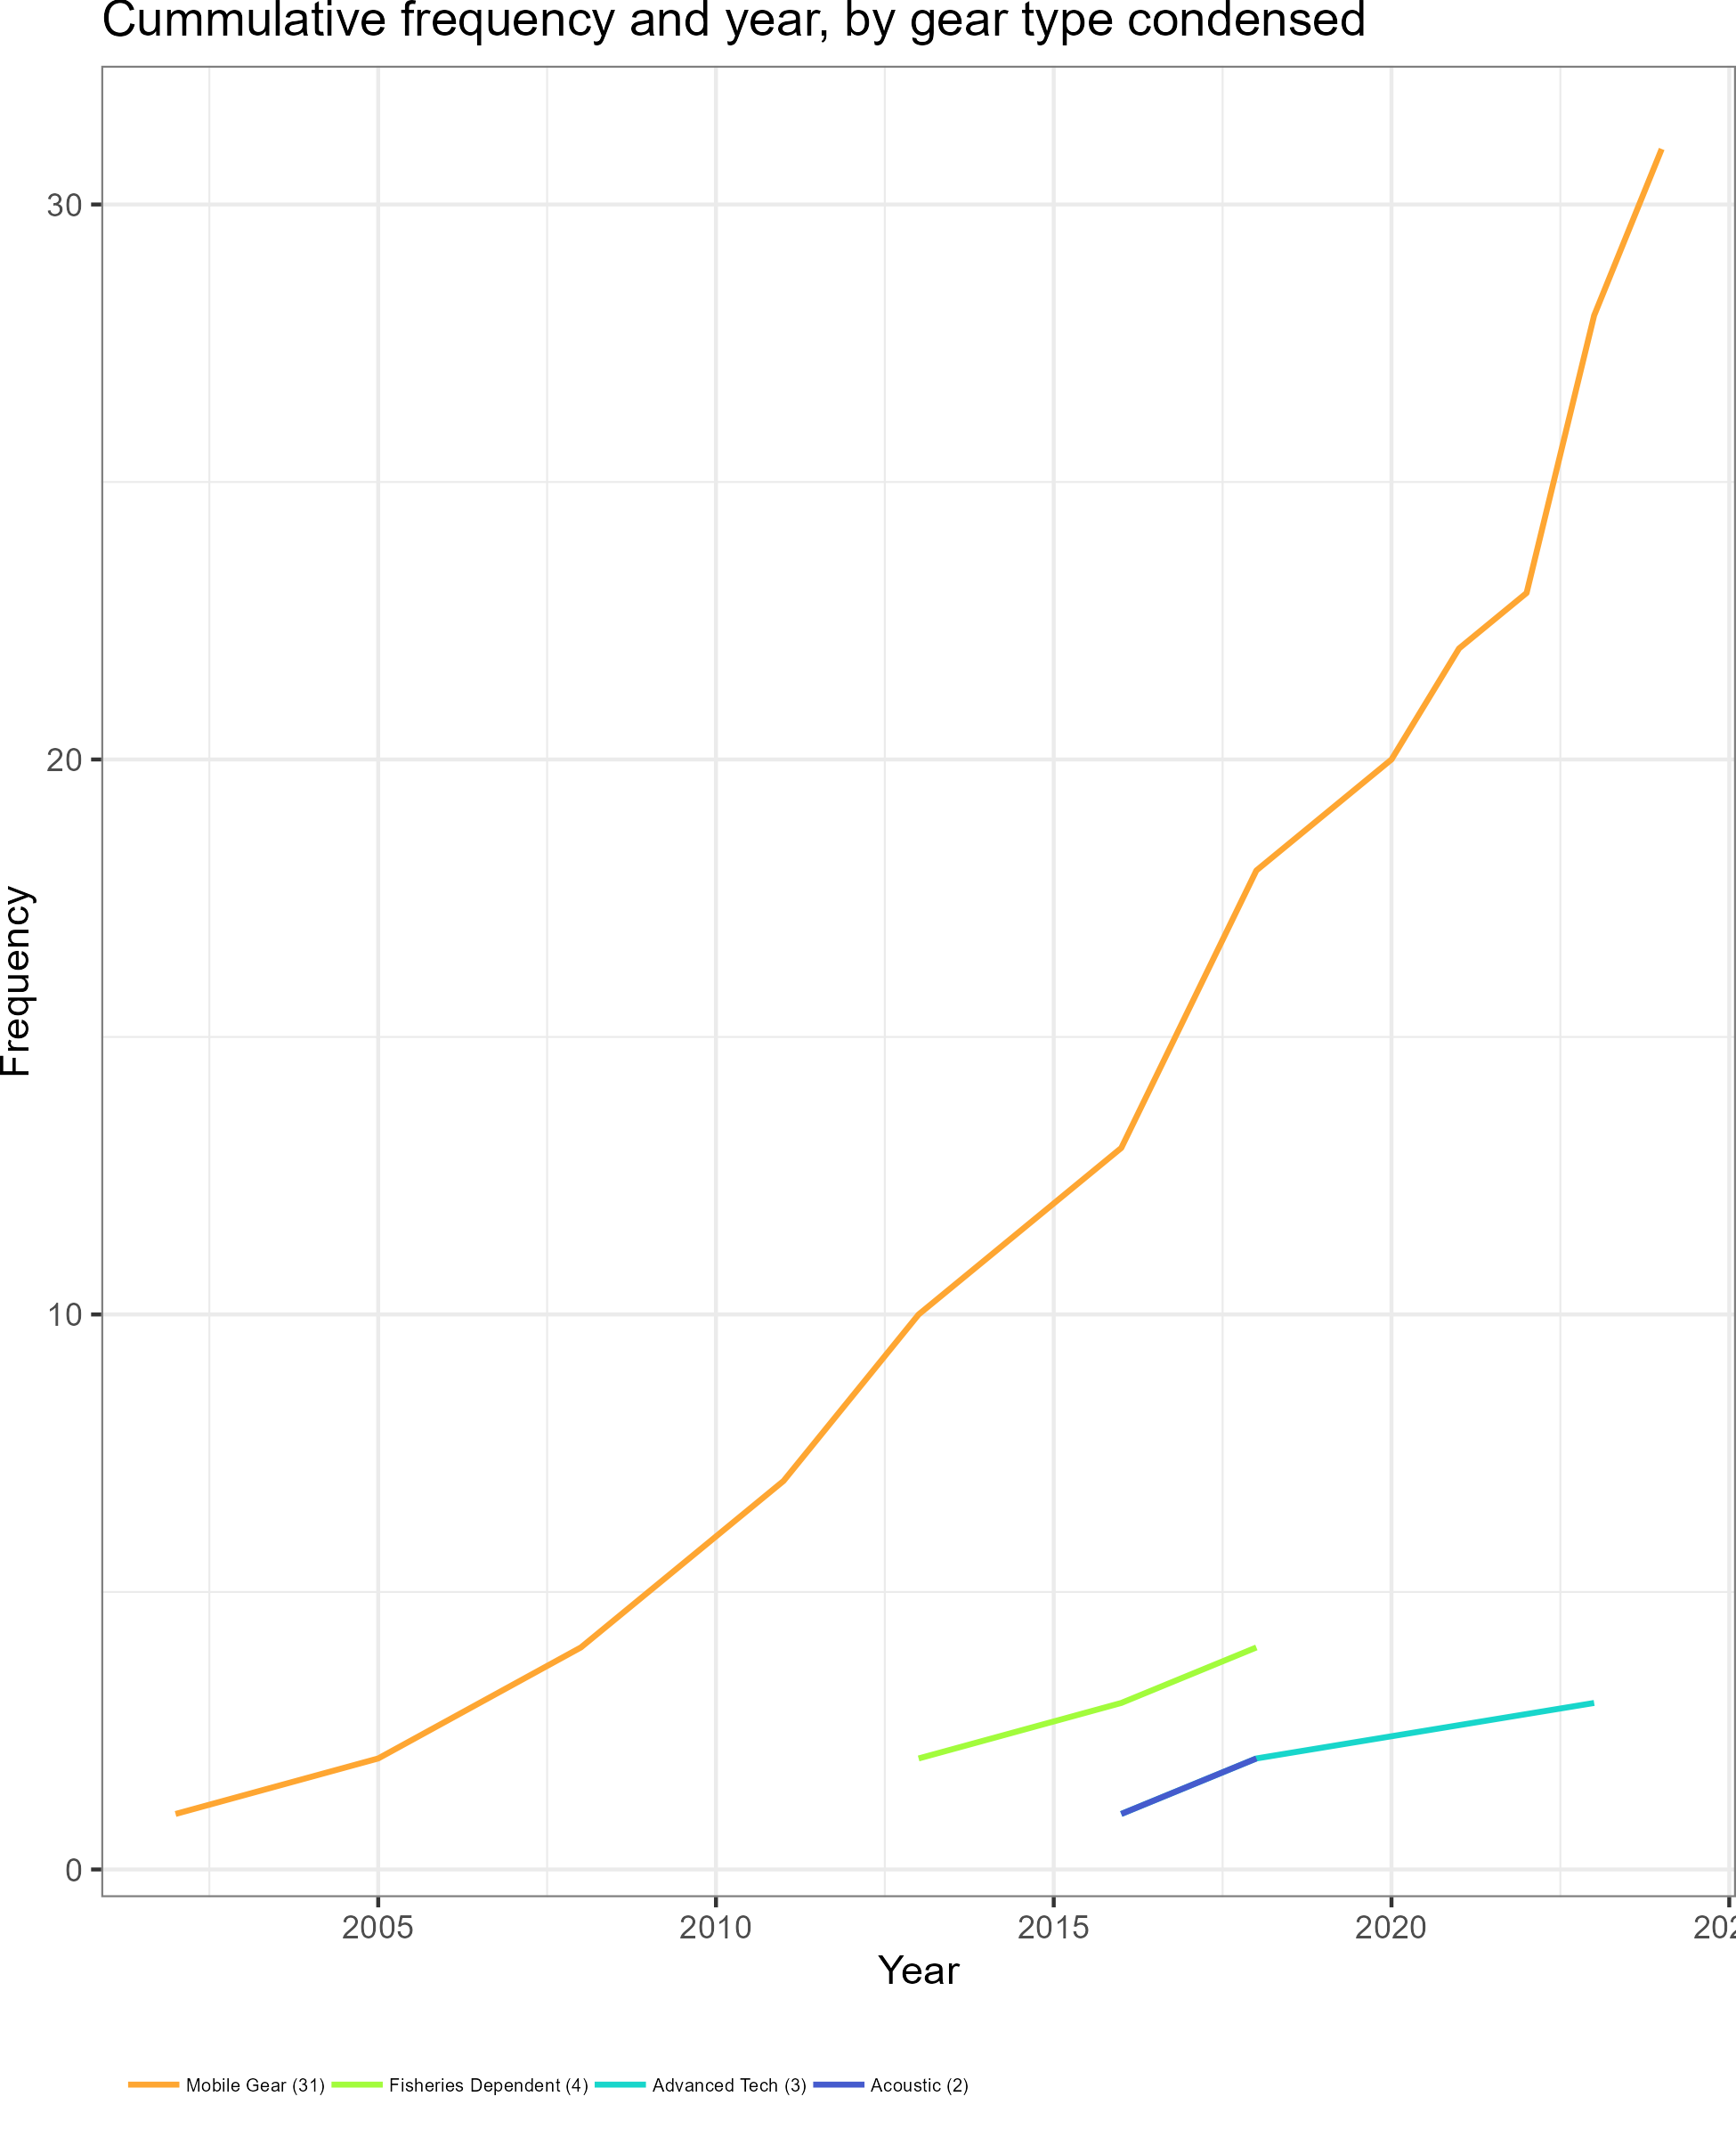 Cummulative frequency and year, by gear type condensed
30
20
10
0
Frequency
2005 2010 2015 2020 202
Year
Mobile Gear (31) Fisheries Dependent (4) Advanced Tech (3) Acoustic (2)